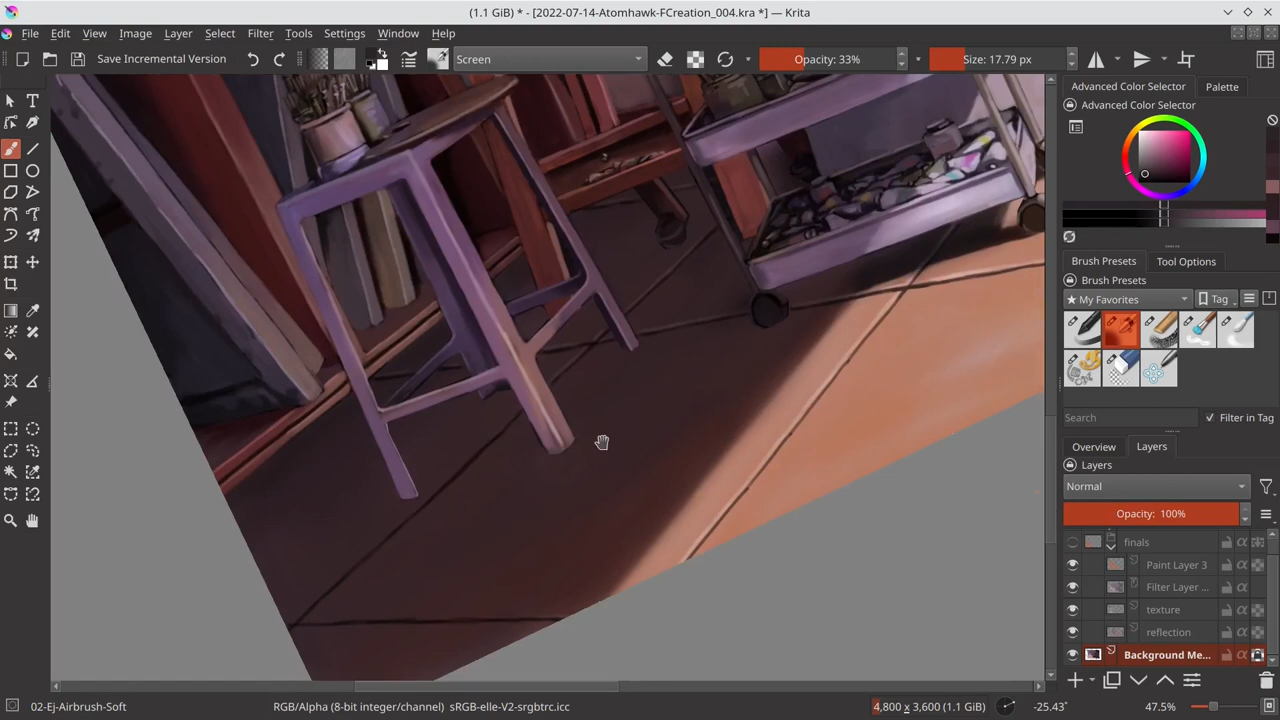 (1.1 GiB) * - [2022-07-14-Atomhawk-FCreation_004.kra *] — Krita
File Edit View Image Layer Select Filter Tools Settings Window Help
Save Incremental Version
Screen
Opacity: 33%
Size: 17.79 px
Advanced Color Selector
Palette
Advanced Color Selector
Brush Presets
Tool Options
Brush Presets
★ My Favorites
Tag
Search
Filter in Tag
Overview
Layers
Layers
Normal
Opacity: 100%
finals
Paint Layer 3
Filter Layer ...
texture
reflection
Background Me...
02-Ej-Airbrush-Soft
RGB/Alpha (8-bit integer/channel) sRGB-elle-V2-srgbtrc.icc
4,800 x 3,600 (1.1 GiB)
-25.43°
47.5%